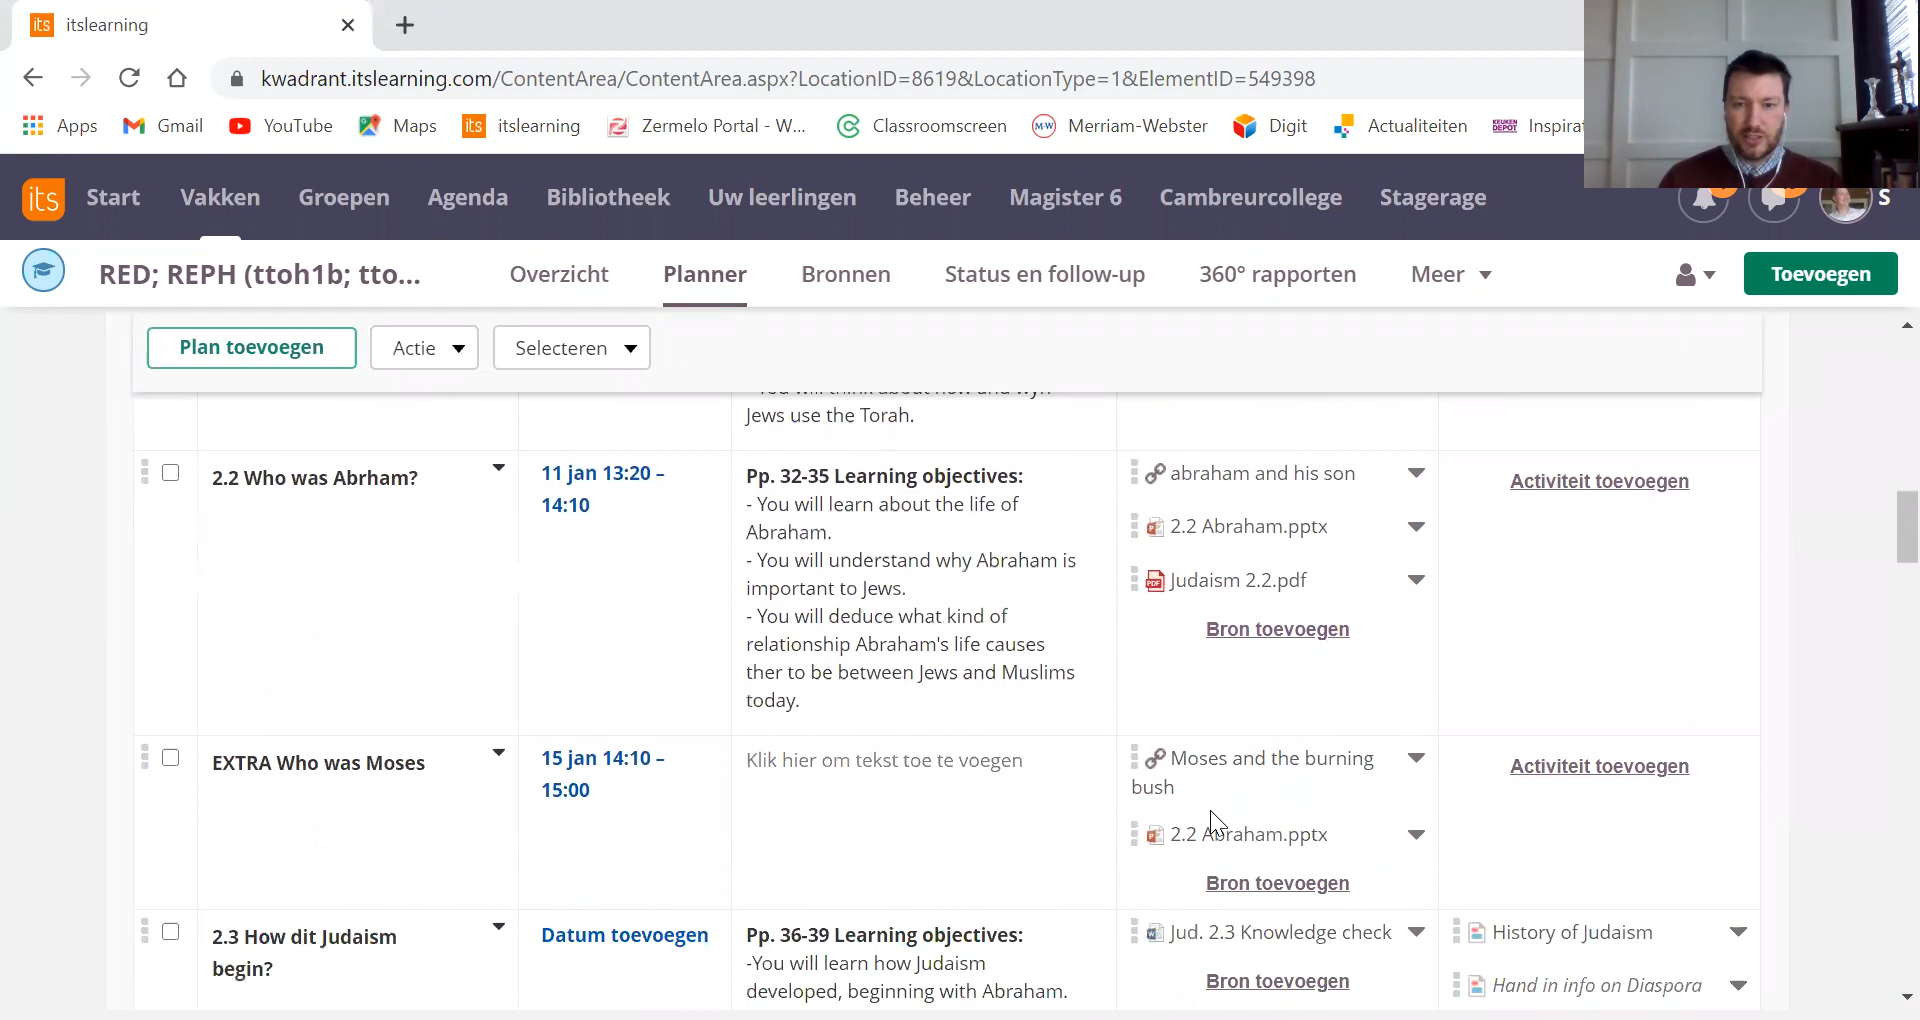 its itslearning
kwadrant.itslearning.com/ContentArea/ContentArea.aspx?LocationID=8619&LocationType=1&ElementID=549398
Apps Gmail YouTube Maps its itslearning Zermelo Portal - W... Classroomscreen M-W Merriam-Webster Digit Actualiteiten KEUKEN DEPOT Inspirat
its Start Vakken Groepen Agenda Bibliotheek Uw leerlingen Beheer Magister 6 Cambreurcollege Stagerage S
RED; REPH (ttoh1b; tto... Overzicht Planner Bronnen Status en follow-up 360° rapporten Meer Toevoegen
Plan toevoegen Actie Selecteren
Jews use the Torah.
2.2 Who was Abrham?
11 jan 13:20 –
14:10
Pp. 32-35 Learning objectives:
- You will learn about the life of
Abraham.
- You will understand why Abraham is
important to Jews.
- You will deduce what kind of
relationship Abraham's life causes
ther to be between Jews and Muslims
today.
abraham and his son
2.2 Abraham.pptx
PDF Judaism 2.2.pdf
Bron toevoegen
Activiteit toevoegen
EXTRA Who was Moses
15 jan 14:10 –
15:00
Klik hier om tekst toe te voegen
Moses and the burning
bush
2.2 Abraham.pptx
Bron toevoegen
Activiteit toevoegen
2.3 How dit Judaism
begin?
Datum toevoegen
Pp. 36-39 Learning objectives:
-You will learn how Judaism
developed, beginning with Abraham.
Jud. 2.3 Knowledge check
Bron toevoegen
History of Judaism
Hand in info on Diaspora